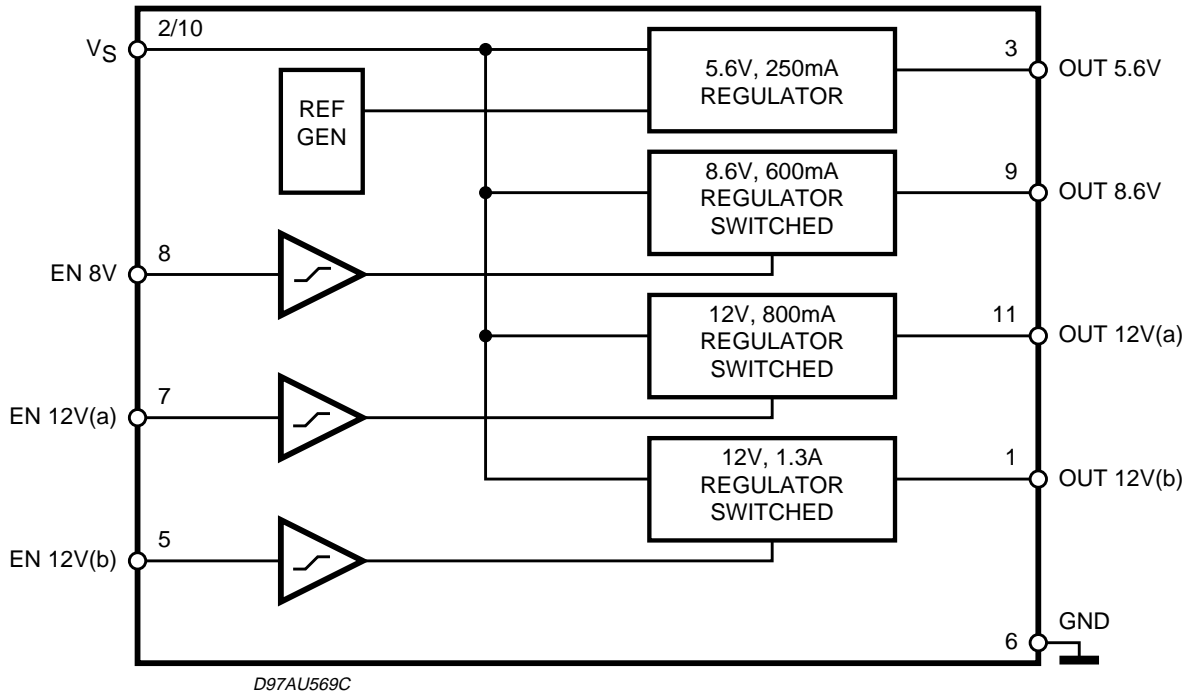 2/10
VS
5.6V, 250mA
REGULATOR
3
OUT 5.6V
REF
GEN
8.6V, 600mA
REGULATOR
SWITCHED
9
OUT 8.6V
EN 8V
8
12V, 800mA
REGULATOR
SWITCHED
11
OUT 12V(a)
EN 12V(a)
7
12V, 1.3A
REGULATOR
SWITCHED
1
OUT 12V(b)
EN 12V(b)
5
GND
6
D97AU569C